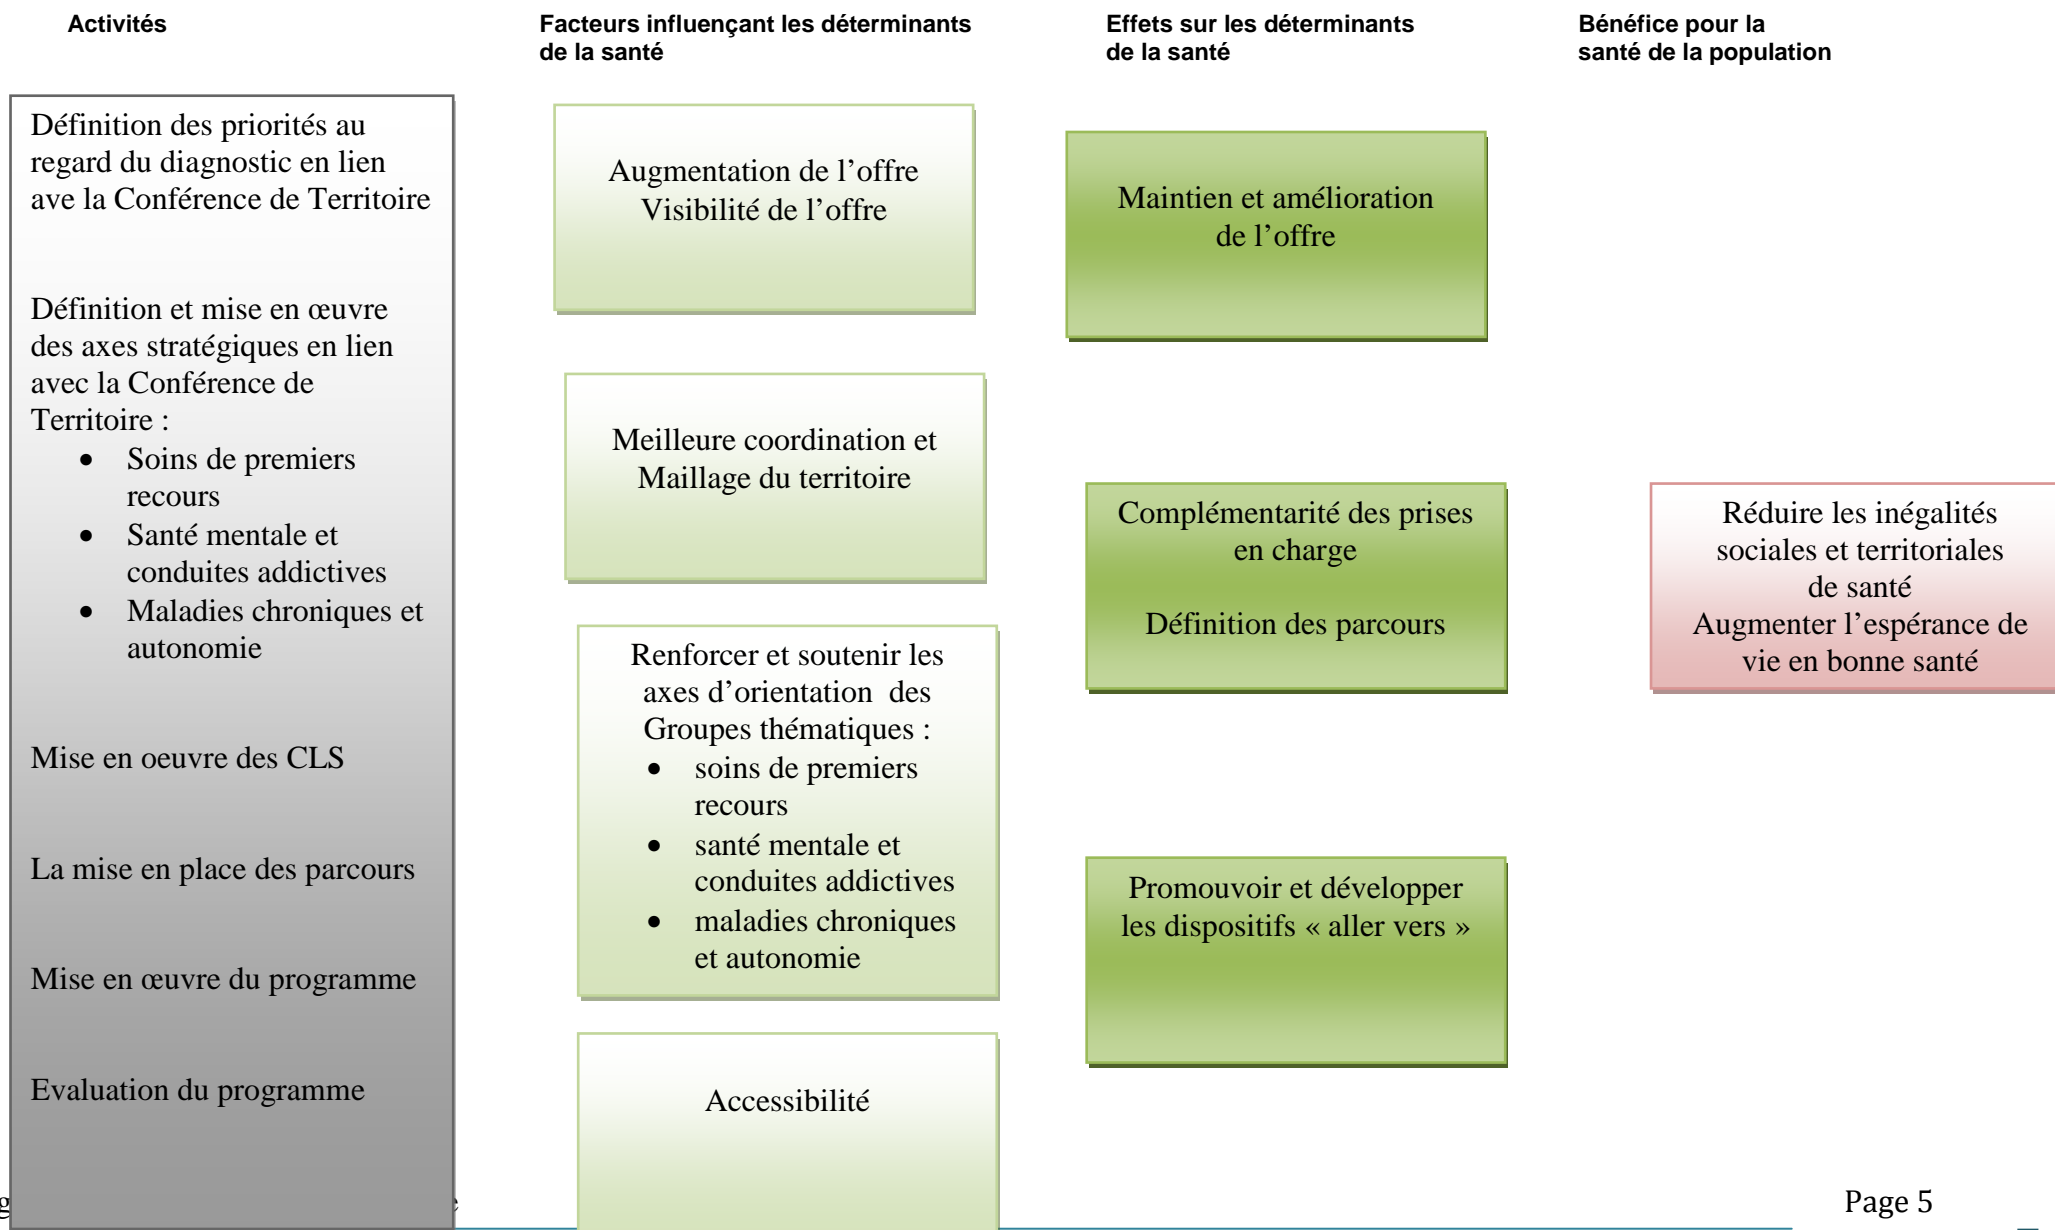 Activités
Facteurs influençant les déterminants
de la santé
Effets sur les déterminants
de la santé
Bénéfice pour la
santé de la population
Définition des priorités au
regard du diagnostic en lien
ave la Conférence de Territoire
Définition et mise en œuvre
des axes stratégiques en lien
avec la Conférence de
Territoire :
• Soins de premiers
recours
• Santé mentale et
conduites addictives
• Maladies chroniques et
autonomie
Mise en oeuvre des CLS
La mise en place des parcours
Mise en œuvre du programme
Evaluation du programme
Augmentation de l’offre
Visibilité de l’offre
Meilleure coordination et
Maillage du territoire
Renforcer et soutenir les
axes d’orientation des
Groupes thématiques :
• soins de premiers
recours
• santé mentale et
conduites addictives
• maladies chroniques
et autonomie
Accessibilité
Maintien et amélioration
de l’offre
Complémentarité des prises
en charge
Définition des parcours
Promouvoir et développer
les dispositifs « aller vers »
Réduire les inégalités
sociales et territoriales
de santé
Augmenter l’espérance de
vie en bonne santé
Page 5